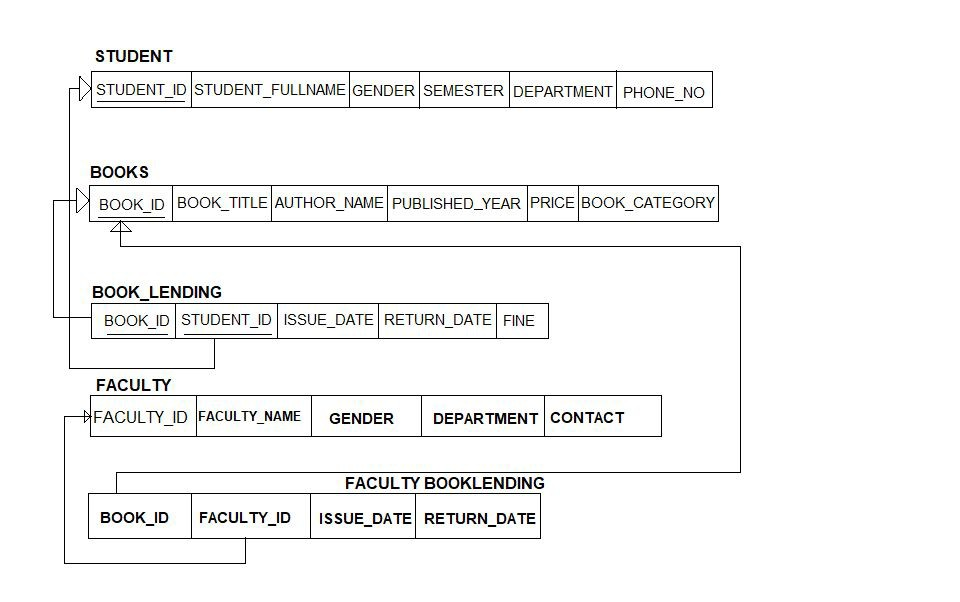 STUDENT
STUDENT_ID STUDENT_FULLNAME GENDER SEMESTER DEPARTMENT PHONE_NO
BOOKS
BOOK_ID BOOK_TITLE AUTHOR_NAME PUBLISHED_YEAR PRICE BOOK_CATEGORY
BOOK_LENDING
BOOK_ID STUDENT_ID ISSUE_DATE RETURN_DATE FINE
FACULTY
FACULTY_ID FACULTY_NAME GENDER DEPARTMENT CONTACT
FACULTY BOOKLENDING
BOOK_ID FACULTY_ID ISSUE_DATE RETURN_DATE